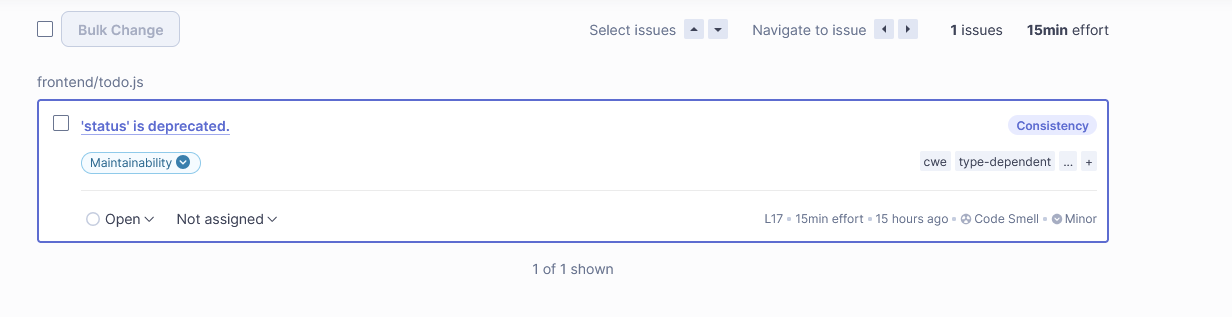 Bulk Change Select issues Navigate to issue 1 issues 15min effort
frontend/todo.js
'status' is deprecated. Consistency
Maintainability cwe type-dependent ... +
Open Not assigned L17 15min effort 15 hours ago Code Smell Minor
1 of 1 shown